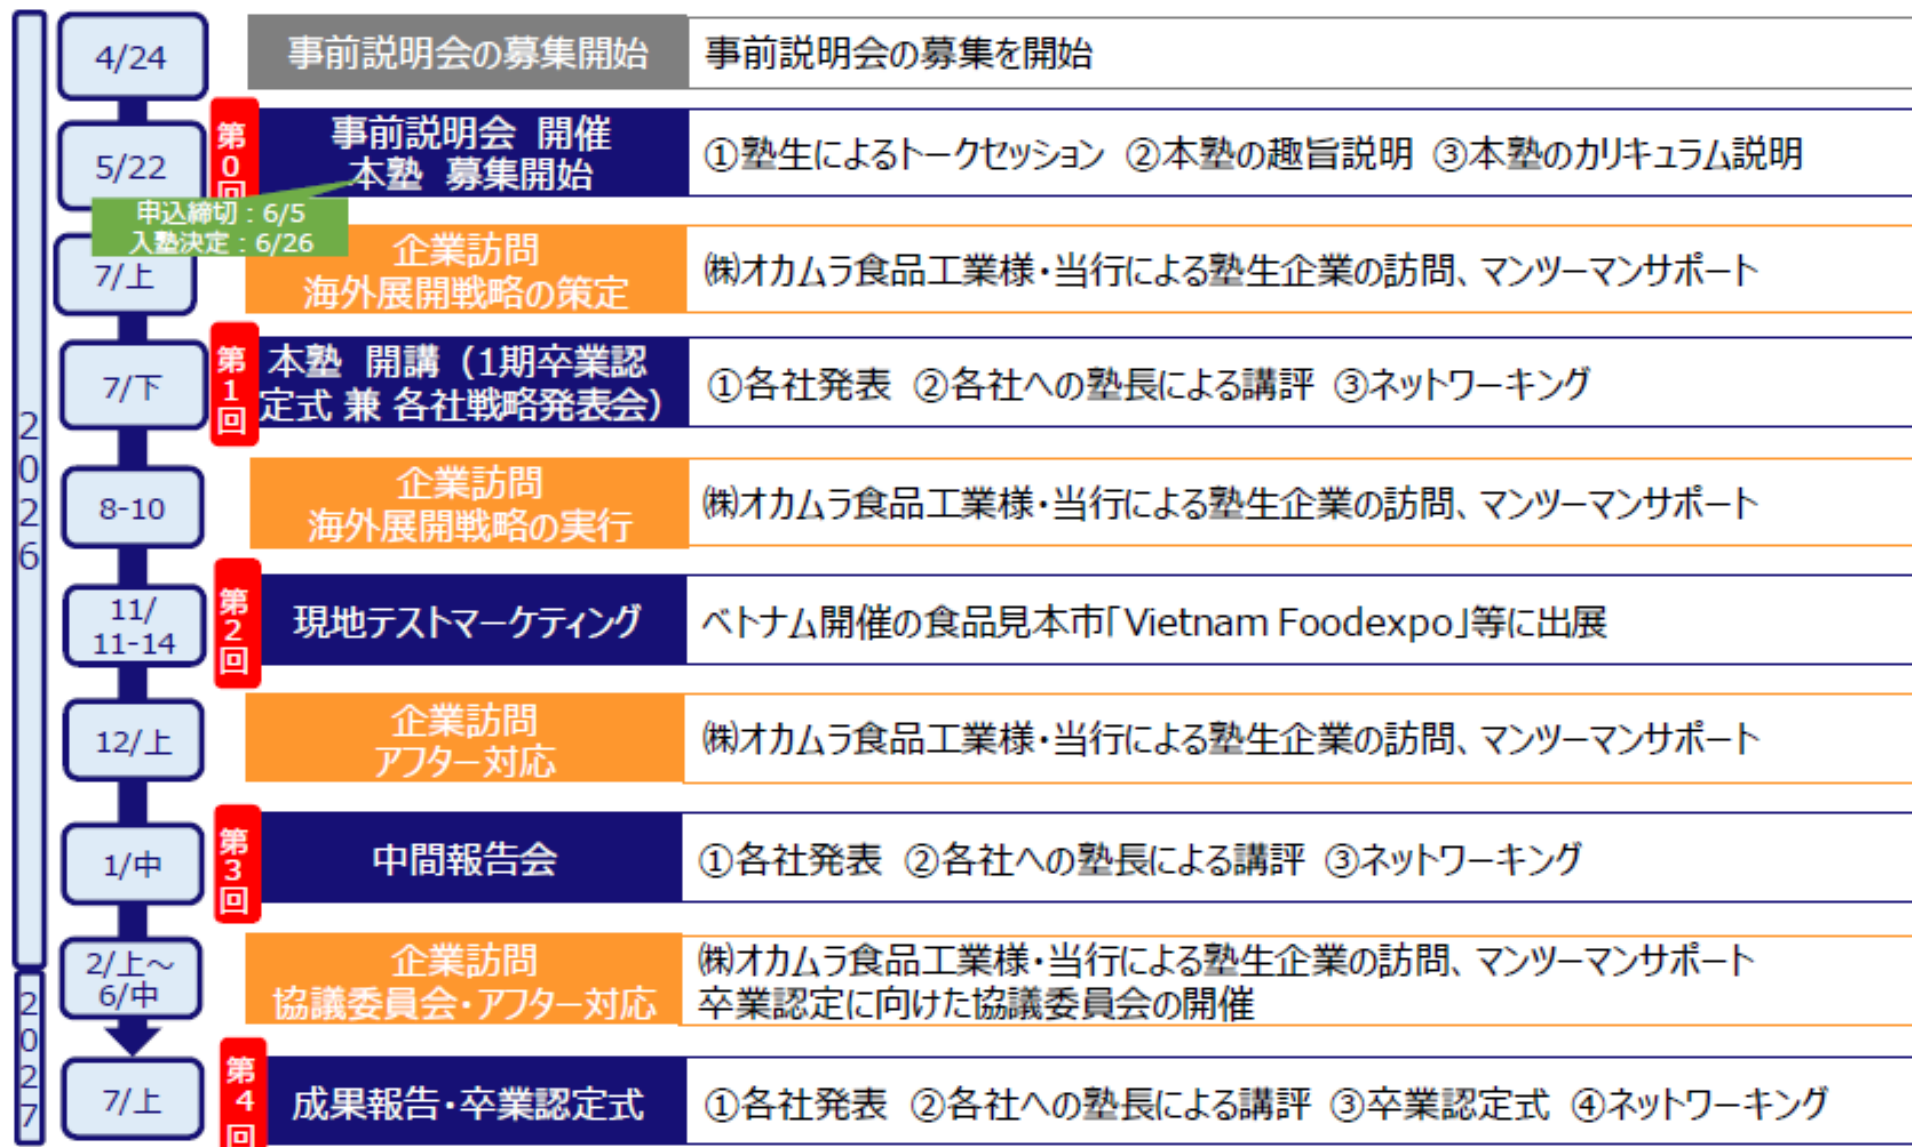 2026
4/24
事前説明会の募集開始
事前説明会の募集を開始
5/22
第0回
事前説明会 開催
本塾 募集開始
①塾生によるトークセッション ②本塾の趣旨説明 ③本塾のカリキュラム説明
申込締切:6/5
入塾決定:6/26
7/上
企業訪問
海外展開戦略の策定
㈱オカムラ食品工業様・当行による塾生企業の訪問、マンツーマンサポート
7/下
第1回
本塾 開講(1期卒業認
定式 兼 各社戦略発表会)
①各社発表 ②各社への塾長による講評 ③ネットワーキング
8-10
企業訪問
海外展開戦略の実行
㈱オカムラ食品工業様・当行による塾生企業の訪問、マンツーマンサポート
11/
11-14
第2回
現地テストマーケティング
ベトナム開催の食品見本市「Vietnam Foodexpo」等に出展
12/上
企業訪問
アフター対応
㈱オカムラ食品工業様・当行による塾生企業の訪問、マンツーマンサポート
1/中
第3回
中間報告会
①各社発表 ②各社への塾長による講評 ③ネットワーキング
2027
2/上~
6/中
企業訪問
協議委員会・アフター対応
㈱オカムラ食品工業様・当行による塾生企業の訪問、マンツーマンサポート
卒業認定に向けた協議委員会の開催
7/上
第4回
成果報告・卒業認定式
①各社発表 ②各社への塾長による講評 ③卒業認定式 ④ネットワーキング